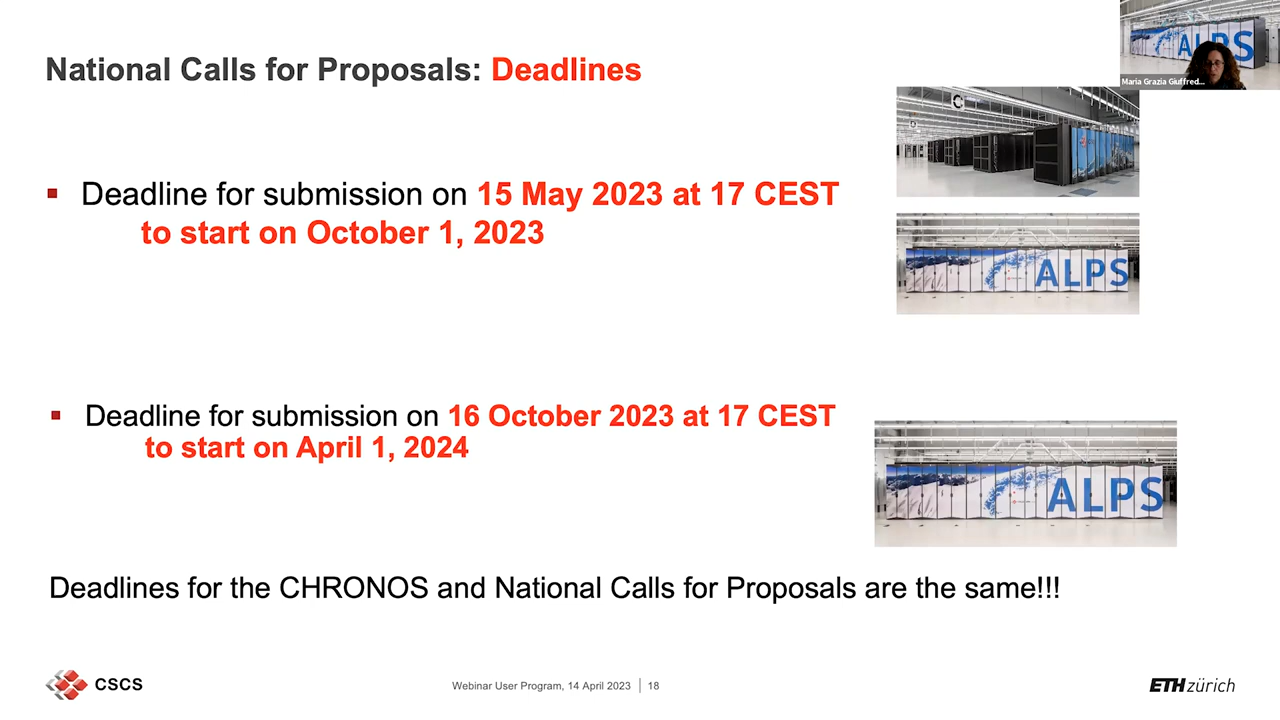 National Calls for Proposals: Deadlines
ALPS
Maria Grazia Giuffred...
▪ Deadline for submission on 15 May 2023 at 17 CEST
to start on October 1, 2023
ALPS
▪ Deadline for submission on 16 October 2023 at 17 CEST
to start on April 1, 2024
ALPS
Deadlines for the CHRONOS and National Calls for Proposals are the same!!!
CSCS
Webinar User Program, 14 April 2023 | 18
ETH zürich